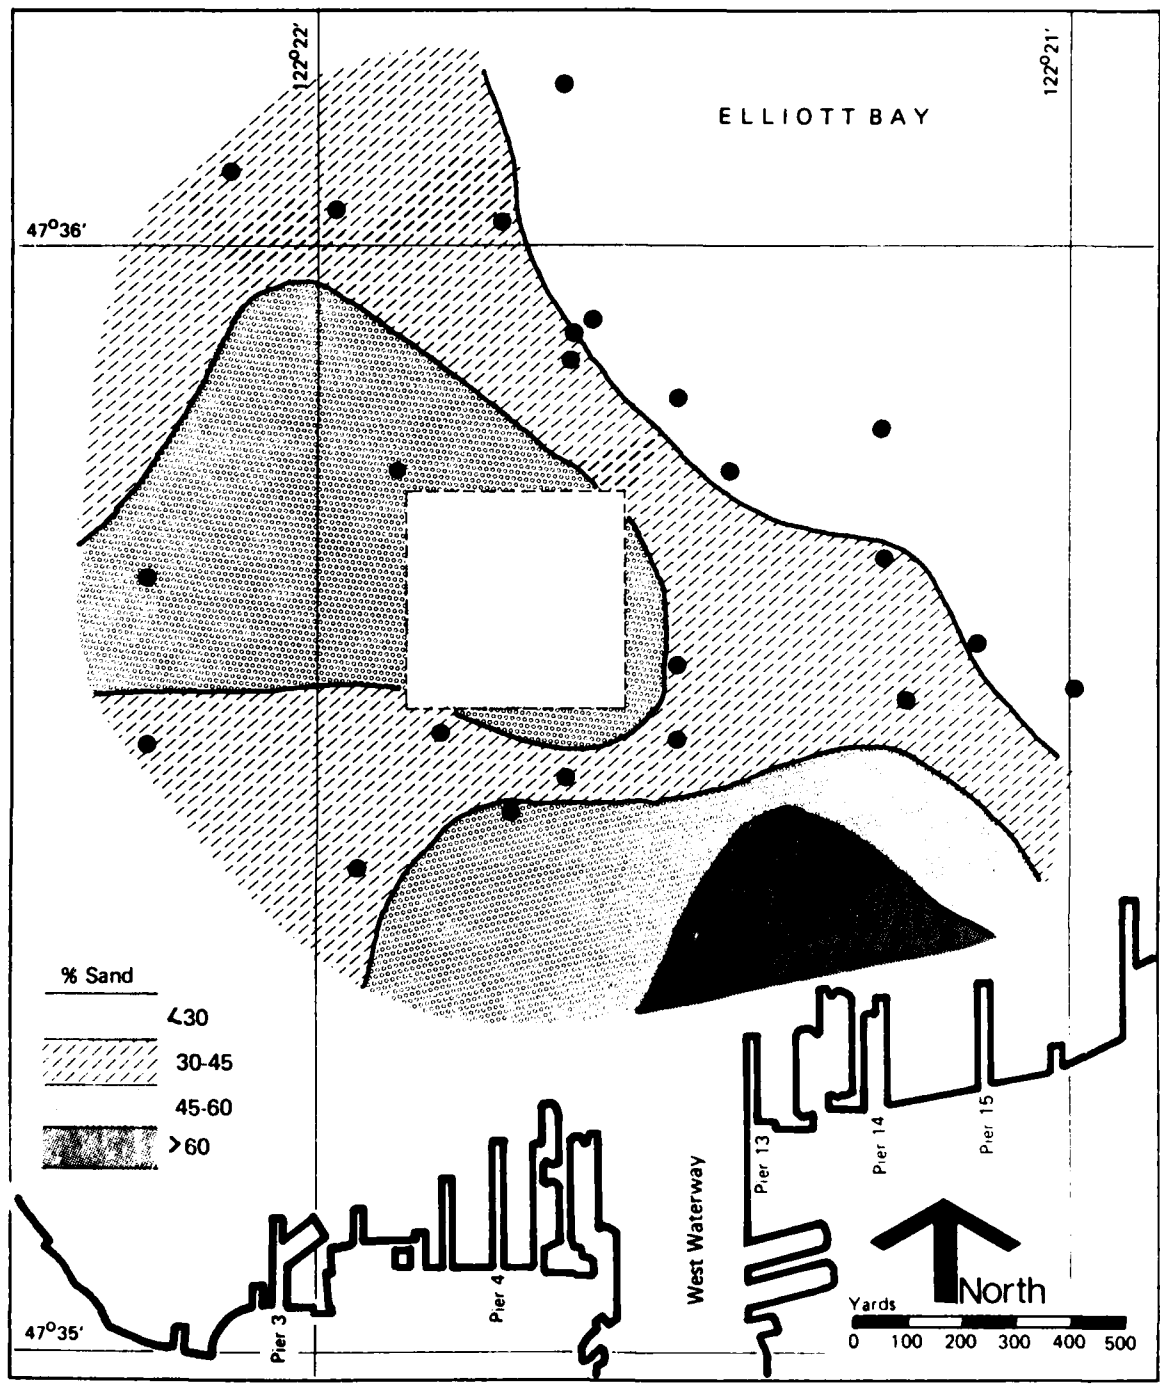 122°22'
122°21'
ELLIOTT BAY
47°36'
% Sand
<30
30-45
45-60
>60
Pier 13
Pier 14
Pier 15
West Waterway
Pier 4
Pier 3
North
Yards
0 100 200 300 400 500
47°35'